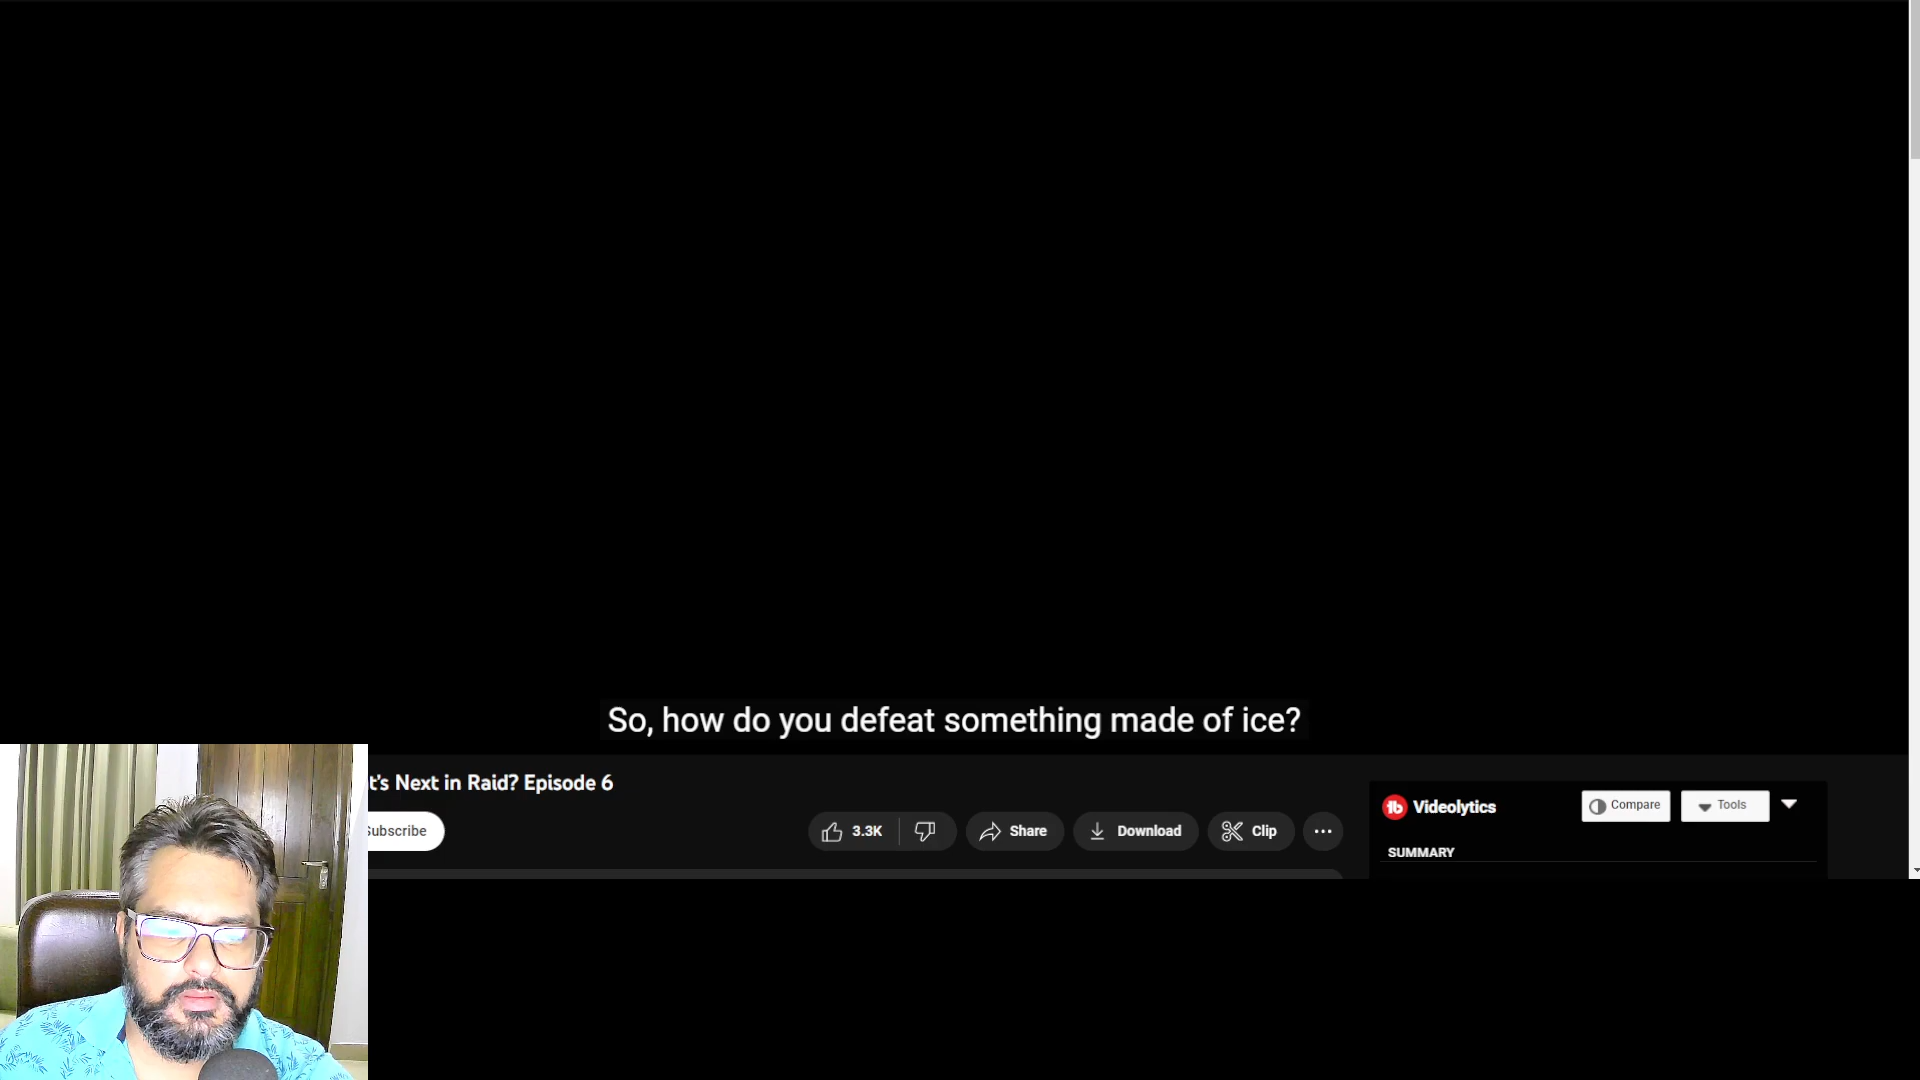 So, how do you defeat something made of ice?
t's Next in Raid? Episode 6
ubscribe
3.3K
Share
Download
Clip
Videolytics
Compare
Tools
SUMMARY